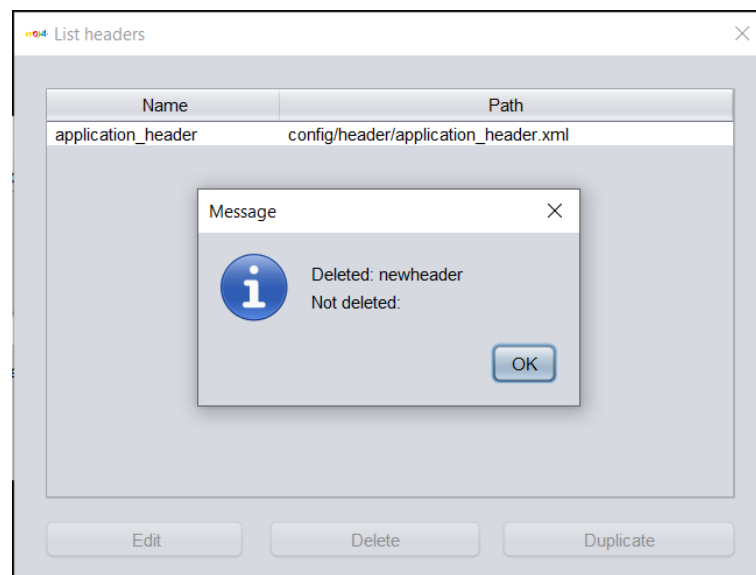 List headers
Name Path
application_header config/header/application_header.xml
Message
Deleted: newheader
Not deleted:
OK
Edit Delete Duplicate